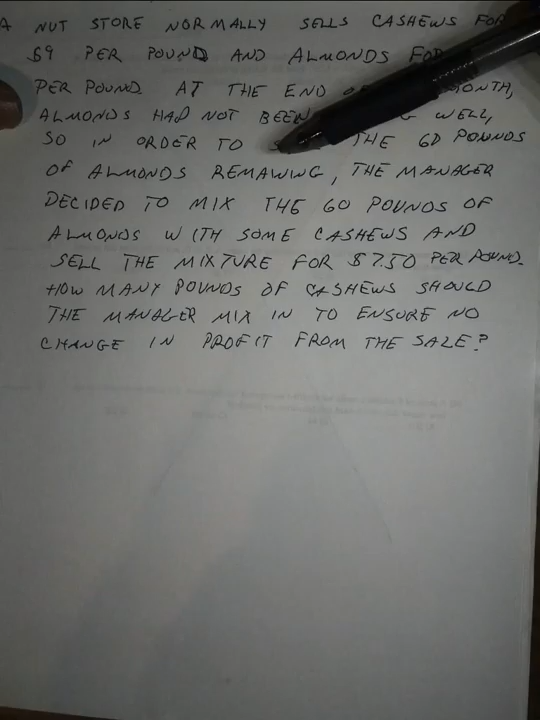 A NUT STORE NORMALLY SELLS CASHEWS FOR
$9 PER POUND AND ALMONDS FOR
PER POUND. AT THE END MONTH,
ALMONDS HAD NOT BEEN WELL,
SO IN ORDER TO THE 60 POUNDS
OF ALMONDS REMAINING, THE MANAGER
DECIDED TO MIX THE 60 POUNDS OF
ALMONDS WITH SOME CASHEWS AND
SELL THE MIXTURE FOR $7.50 PER POUND.
HOW MANY POUNDS OF CASHEWS SHOULD
THE MANAGER MIX IN TO ENSURE NO
CHANGE IN PROFIT FROM THE SALE?